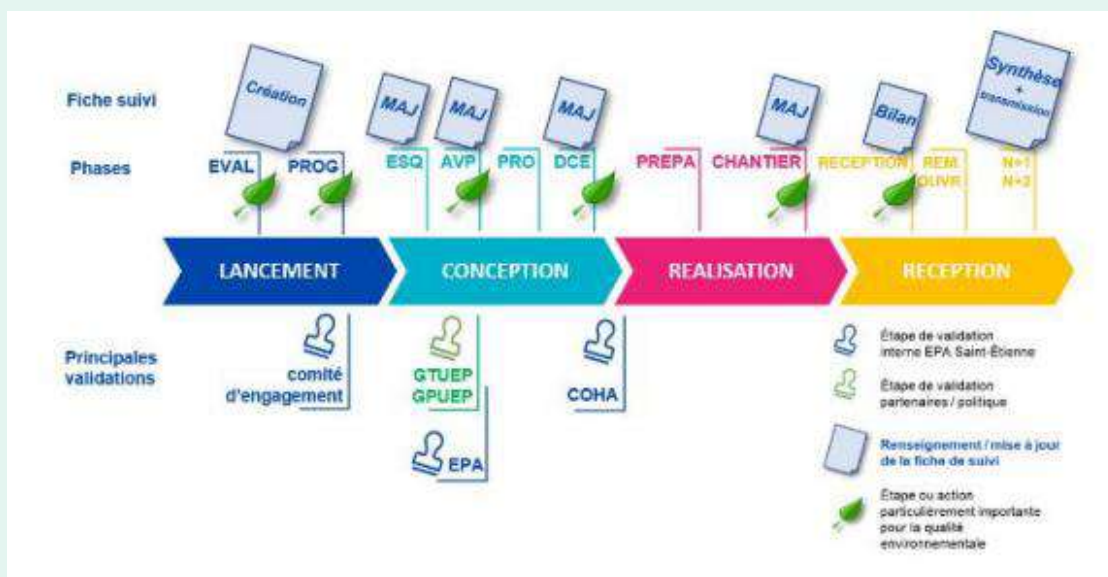 Fiche suivi
Création
MAJ
MAJ
MAJ
MAJ
Bilan
Synthèse
+
transmission
Phases
EVAL
PROG
ESQ
AVP
PRO
DCE
PREPA
CHANTIER
RECEPTION
REM
OUVR
N+1
N+2
LANCEMENT
CONCEPTION
REALISATION
RECEPTION
Principales
validations
comité
d'engagement
GTUEP
GPUEP
EPA
COHA
Étape de validation
interne EPA Saint-Étienne
Étape de validation
partenaires / politique
Renseignement / mise à jour
de la fiche de suivi
Étape ou action
particulièrement importante
pour la qualité
environnementale